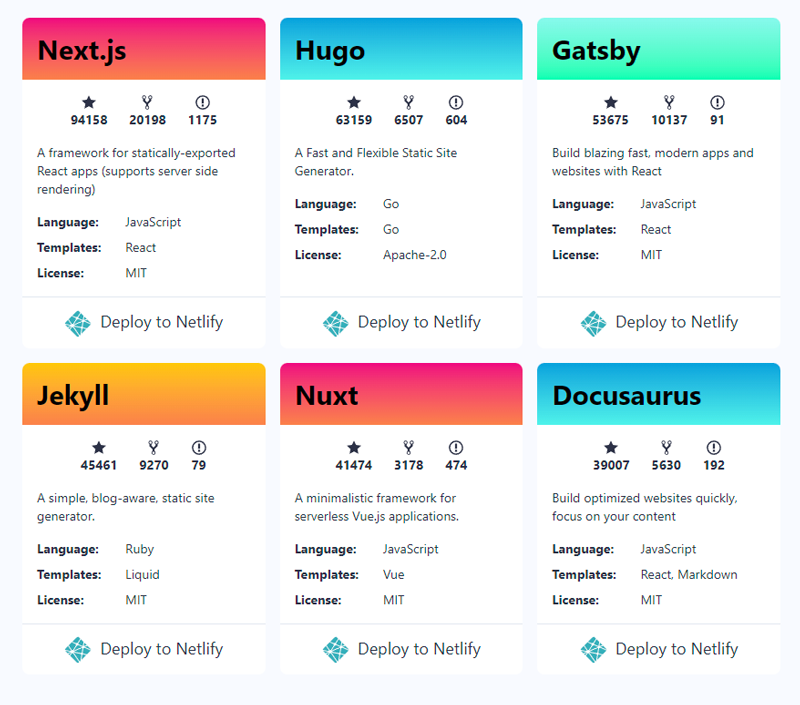 Next.js
94158 20198 1175
A framework for statically-exported
React apps (supports server side
rendering)
Language: JavaScript
Templates: React
License: MIT
Deploy to Netlify
Hugo
63159 6507 604
A Fast and Flexible Static Site
Generator.
Language: Go
Templates: Go
License: Apache-2.0
Deploy to Netlify
Gatsby
53675 10137 91
Build blazing fast, modern apps and
websites with React
Language: JavaScript
Templates: React
License: MIT
Deploy to Netlify
Jekyll
45461 9270 79
A simple, blog-aware, static site
generator.
Language: Ruby
Templates: Liquid
License: MIT
Deploy to Netlify
Nuxt
41474 3178 474
A minimalistic framework for
serverless Vue.js applications.
Language: JavaScript
Templates: Vue
License: MIT
Deploy to Netlify
Docusaurus
39007 5630 192
Build optimized websites quickly,
focus on your content
Language: JavaScript
Templates: React, Markdown
License: MIT
Deploy to Netlify